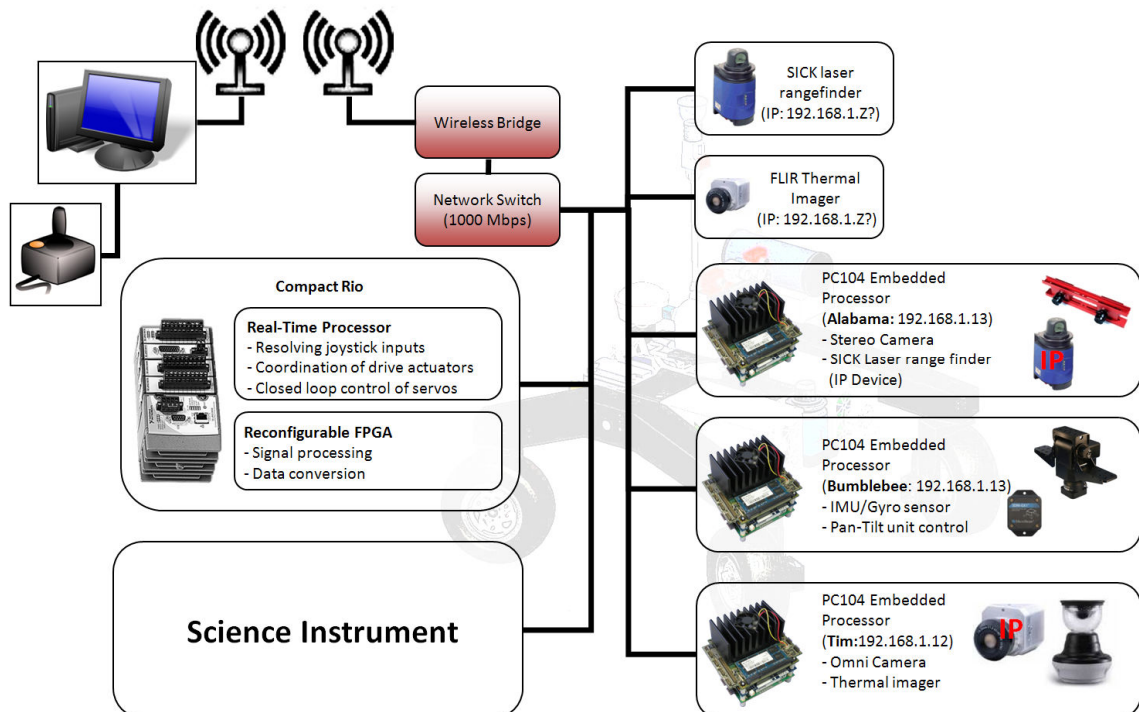 Wireless Bridge
Network Switch
(1000 Mbps)
SICK laser
rangefinder
(IP: 192.168.1.Z?)
FLIR Thermal
Imager
(IP: 192.168.1.Z?)
Compact Rio
Real-Time Processor
- Resolving joystick inputs
- Coordination of drive actuators
- Closed loop control of servos
Reconfigurable FPGA
- Signal processing
- Data conversion
Science Instrument
PC104 Embedded
Processor
(Alabama: 192.168.1.13)
- Stereo Camera
- SICK Laser range finder
(IP Device)
IP
PC104 Embedded
Processor
(Bumblebee: 192.168.1.13)
- IMU/Gyro sensor
- Pan-Tilt unit control
PC104 Embedded
Processor
(Tim:192.168.1.12)
- Omni Camera
- Thermal imager
IP